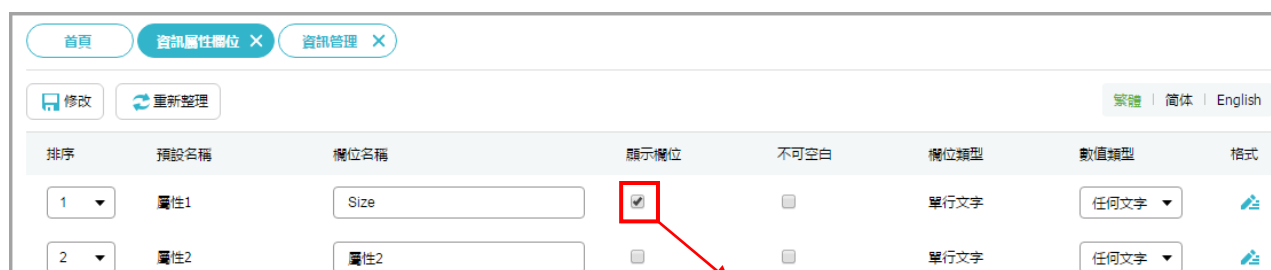 首頁 資訊屬性欄位 資訊管理
修改 重新整理 繁體 | 简体 | English
排序 預設名稱 欄位名稱 顯示欄位 不可空白 欄位類型 數值類型 格式
1 屬性1 Size 單行文字 任何文字
2 屬性2 屬性2 單行文字 任何文字